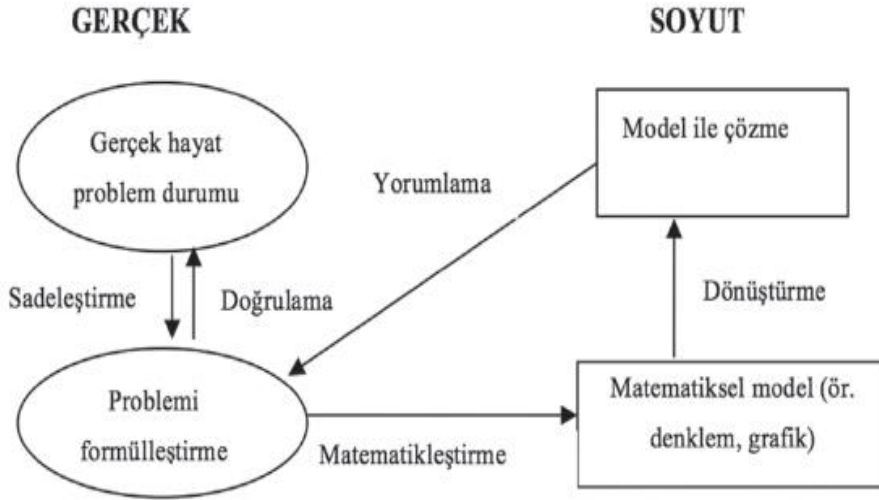 GERÇEK
SOYUT
Gerçek hayat
problem durumu
Model ile çözme
Yorumlama
Sadeleştirme
Doğrulama
Dönüştürme
Problemi
formülleştirme
Matematikleştirme
Matematiksel model (ör.
denklem, grafik)